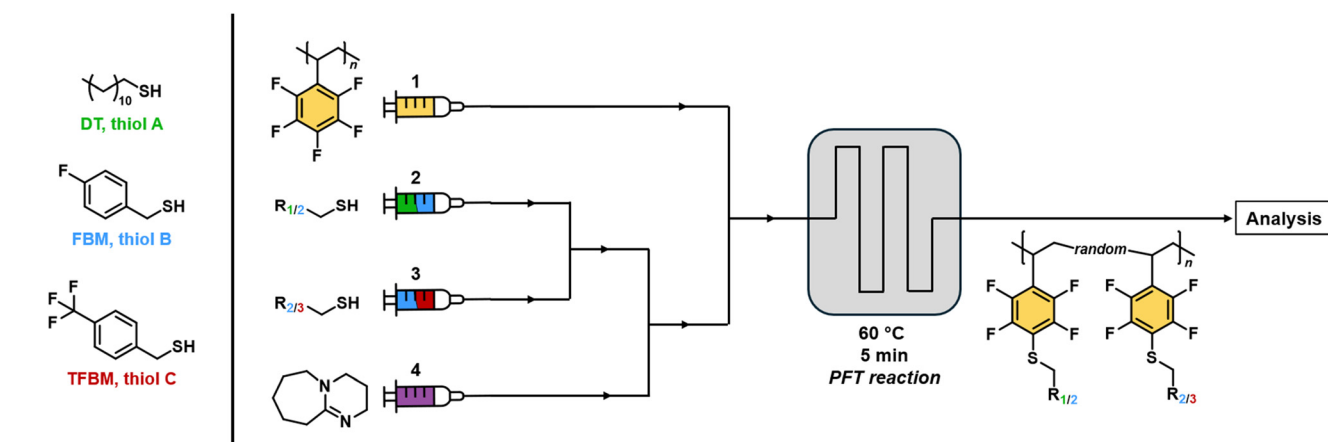 SH
10
DT, thiol A
F
SH
FBM, thiol B
F
F
F
SH
TFBM, thiol C
n
F
F
F
F
F
1
R1/2
SH
2
R2/3
SH
3
N
N
4
60 °C
5 min
PFT reaction
Analysis
random
n
F
F
F
F
F
F
F
F
S
S
R1/2
R2/3